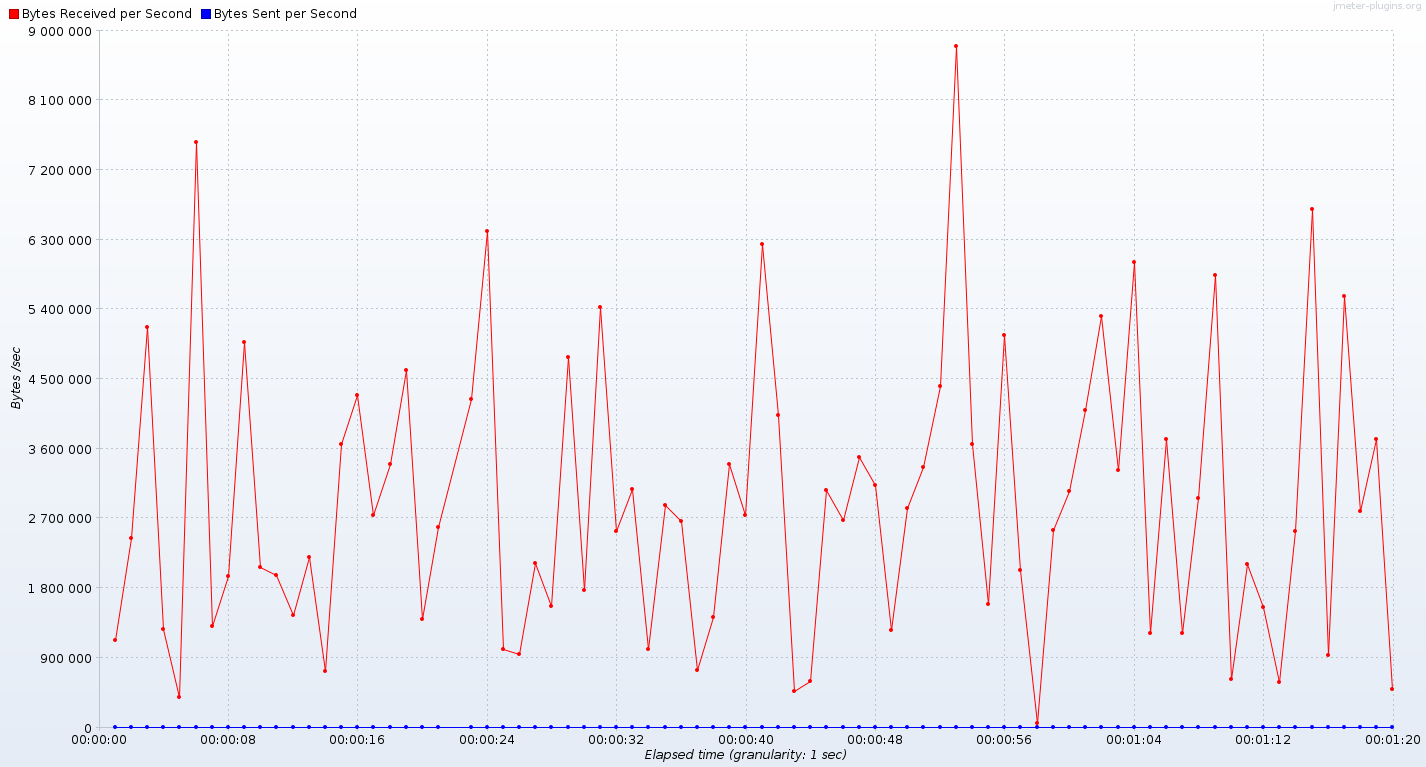 jmeter-plugins.org
Bytes Received per Second Bytes Sent per Second
9 000 000
8 100 000
7 200 000
6 300 000
5 400 000
4 500 000
3 600 000
2 700 000
1 800 000
900 000
0
Bytes /sec
00:00:00 00:00:08 00:00:16 00:00:24 00:00:32 00:00:40 00:00:48 00:00:56 00:01:04 00:01:12 00:01:20
Elapsed time (granularity: 1 sec)